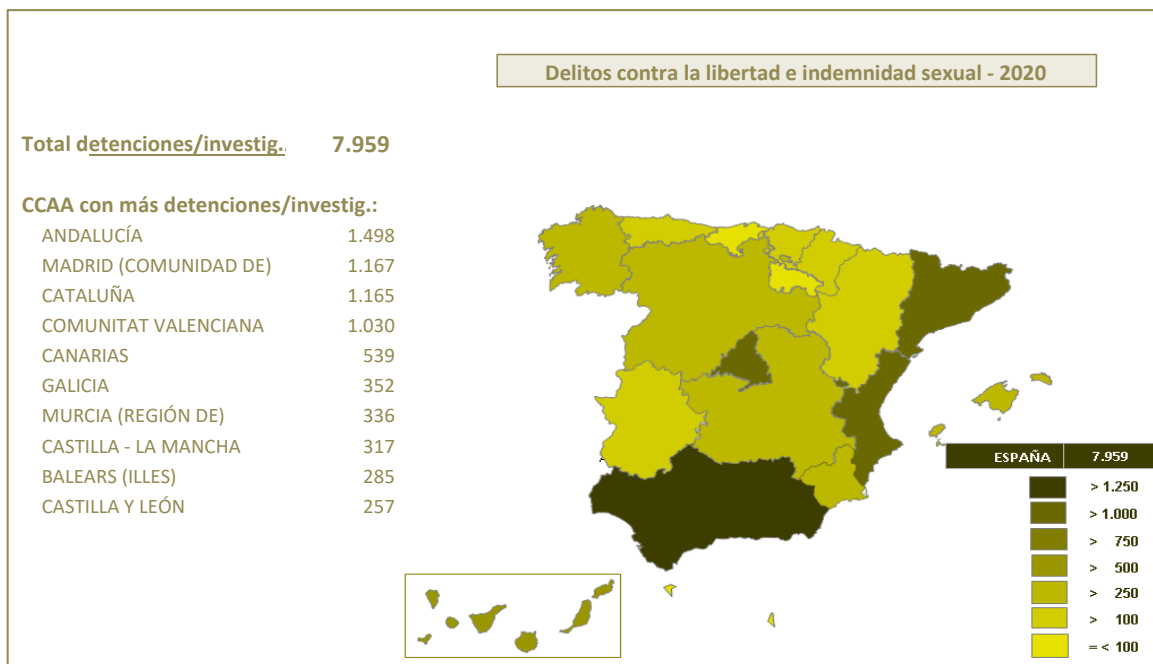 Delitos contra la libertad e indemnidad sexual - 2020
Total detenciones/investig.. 7.959
CCAA con más detenciones/investig.:
ANDALUCÍA 1.498
MADRID (COMUNIDAD DE) 1.167
CATALUÑA 1.165
COMUNITAT VALENCIANA 1.030
CANARIAS 539
GALICIA 352
MURCIA (REGIÓN DE) 336
CASTILLA - LA MANCHA 317
BALEARS (ILLES) 285
CASTILLA Y LEÓN 257
ESPAÑA 7.959
> 1.250
> 1.000
> 750
> 500
> 250
> 100
= < 100